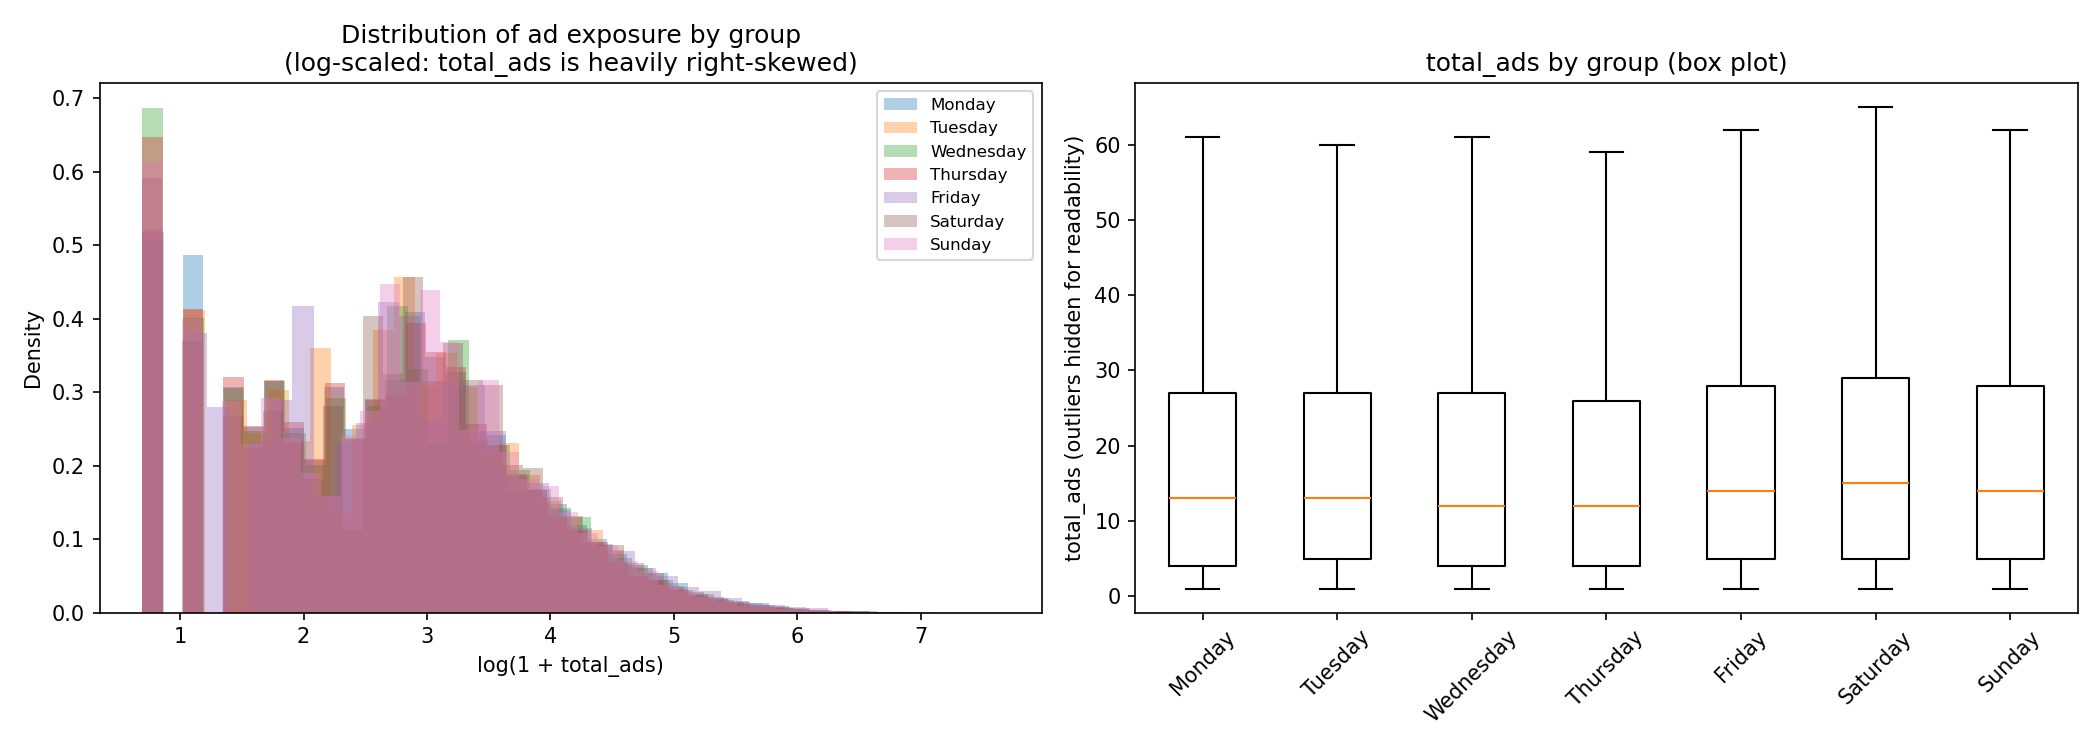 Distribution of ad exposure by group
(log-scaled: total_ads is heavily right-skewed)
Density
0.7
0.6
0.5
0.4
0.3
0.2
0.1
0.0
1 2 3 4 5 6 7
log(1 + total_ads)
Monday
Tuesday
Wednesday
Thursday
Friday
Saturday
Sunday
total_ads by group (box plot)
total_ads (outliers hidden for readability)
60
50
40
30
20
10
0
Monday
Tuesday
Wednesday
Thursday
Friday
Saturday
Sunday